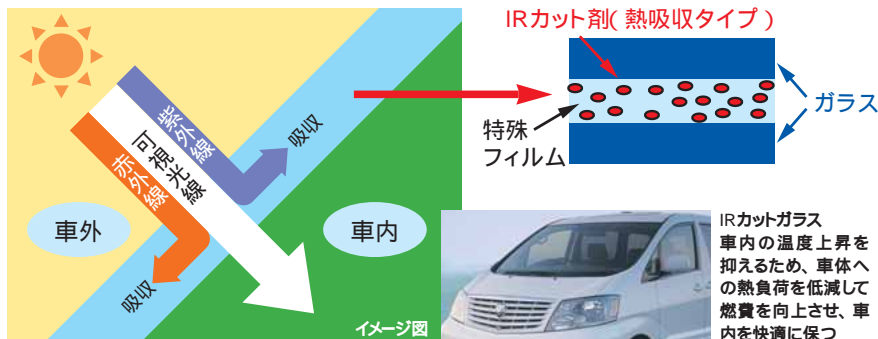 IRカット剤(熱吸収タイプ)
ガラス
特殊
フィルム
紫外線
可視光線
赤外線
吸収
吸収
車外
車内
イメージ図
IRカットガラス
車内の温度上昇を
抑えるため、車体へ
の熱負荷を低減して
燃費を向上させ、車
内を快適に保つ